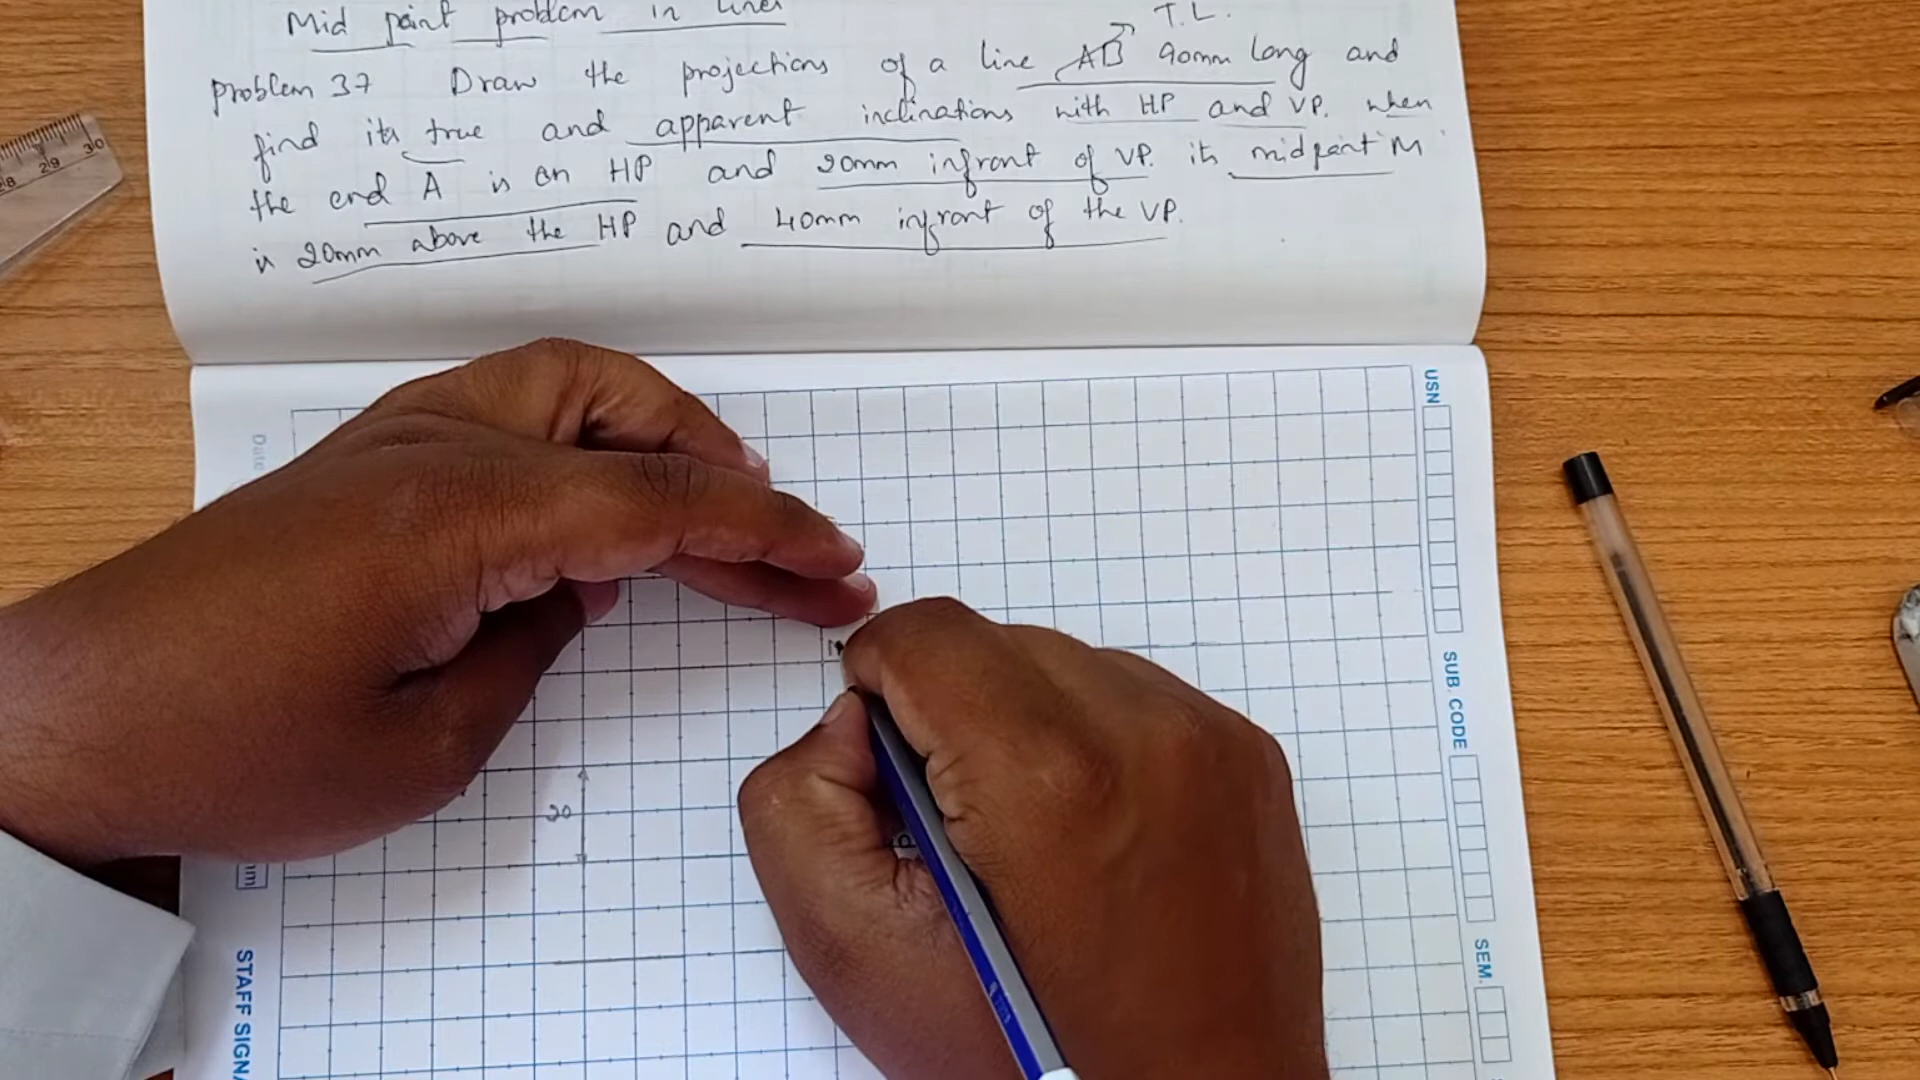 Mid point problem in lines
T.L.
problem 37 Draw the projections of a line AB 90mm long and
find its true and apparent inclinations with HP and VP. when
the end A is on HP and 20mm infront of VP. its midpoint M
is 20mm above the HP and 40mm infront of the VP.
29 30
Date
USN
SUB. CODE
SEM.
20
STAFF SIGN